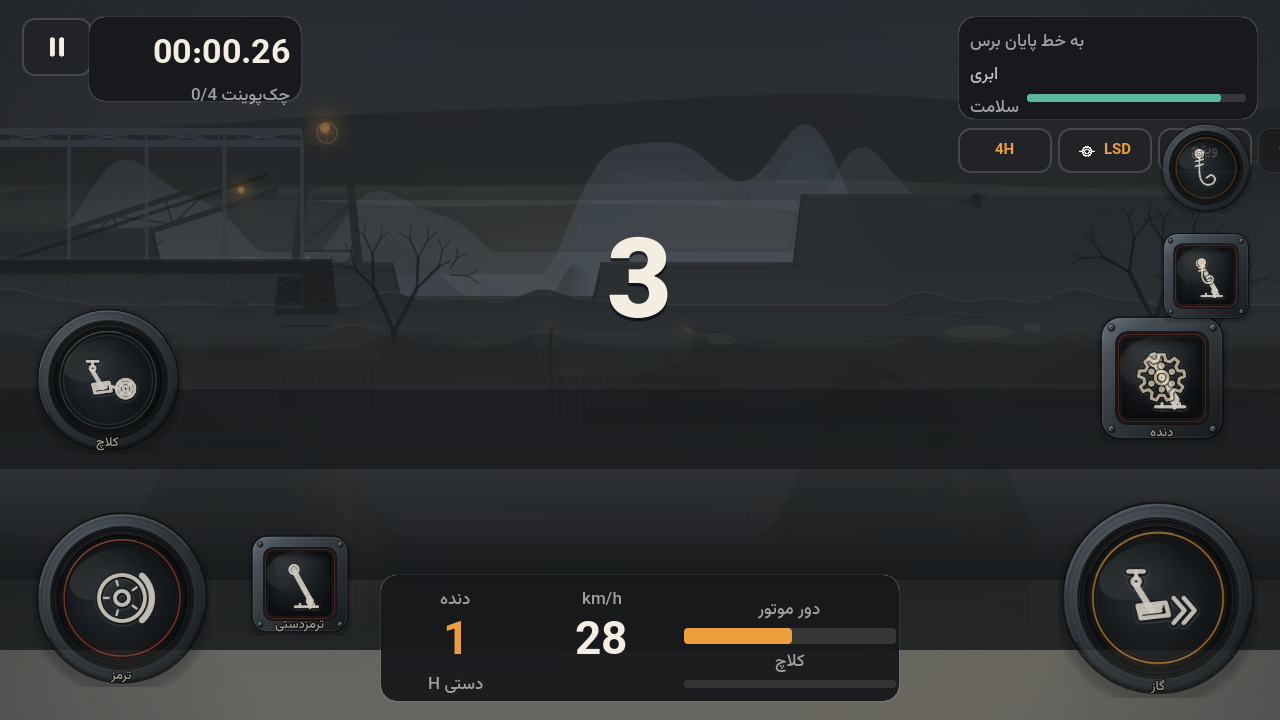 00:00.26
چک‌پوینت 0/4
به خط پایان برس
ابری
سلامت
4H
LSD
وینچ
3
کلاچ
دنده
ترمز
ترمزدستی
دنده
1
دستی H
km/h
28
دور موتور
کلاچ
گاز